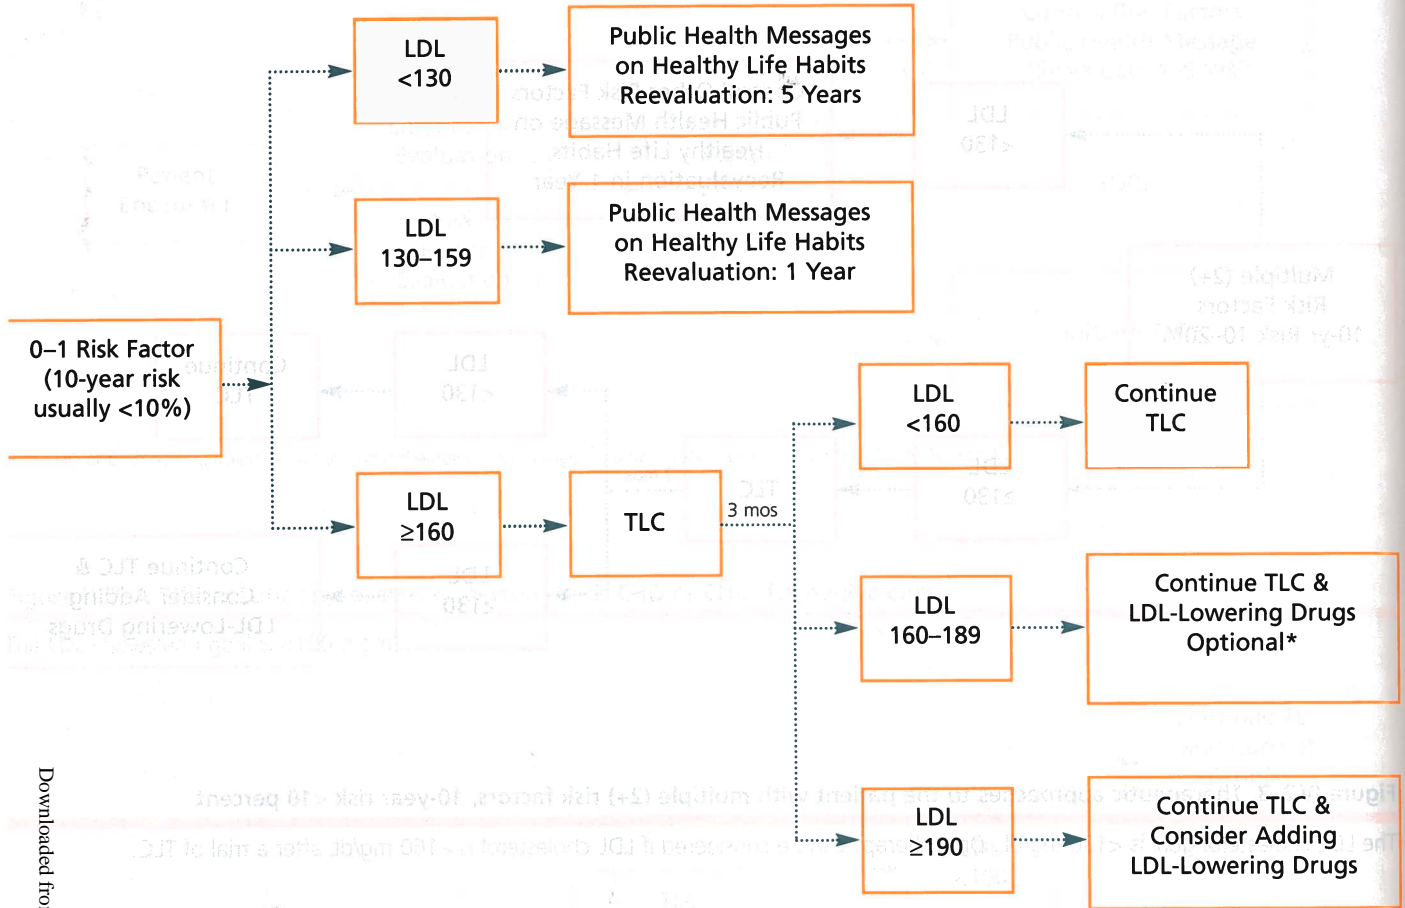 LDL
<130
Public Health Messages
on Healthy Life Habits
Reevaluation: 5 Years
LDL
130–159
Public Health Messages
on Healthy Life Habits
Reevaluation: 1 Year
0–1 Risk Factor
(10-year risk
usually <10%)
LDL
≥160
TLC
3 mos
LDL
<160
Continue
TLC
LDL
160–189
Continue TLC &
LDL-Lowering Drugs
Optional*
LDL
≥190
Continue TLC &
Consider Adding
LDL-Lowering Drugs
Downloaded from